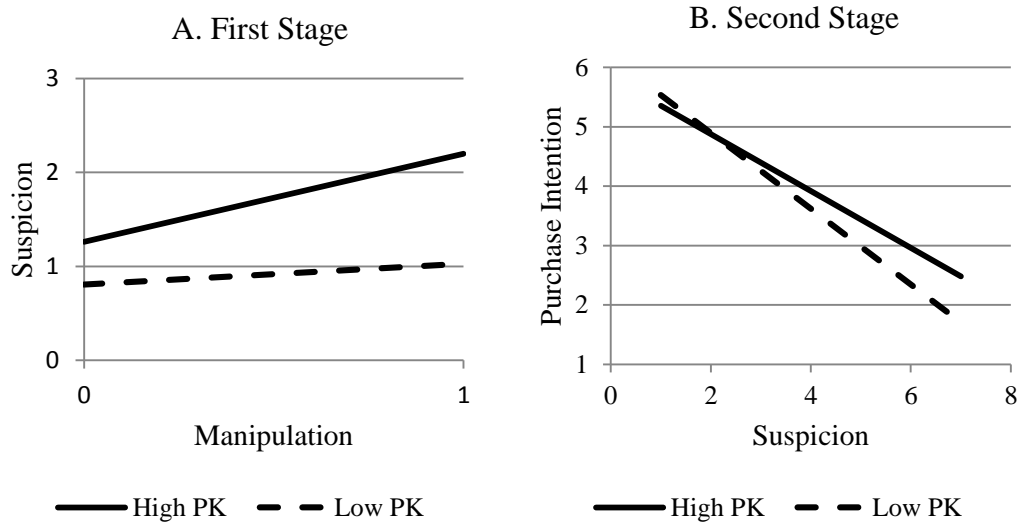 A. First Stage
3
2
1
0
Suspicion
0
1
Manipulation
High PK
Low PK
B. Second Stage
6
5
4
3
2
1
Purchase Intention
0
2
4
6
8
Suspicion
High PK
Low PK